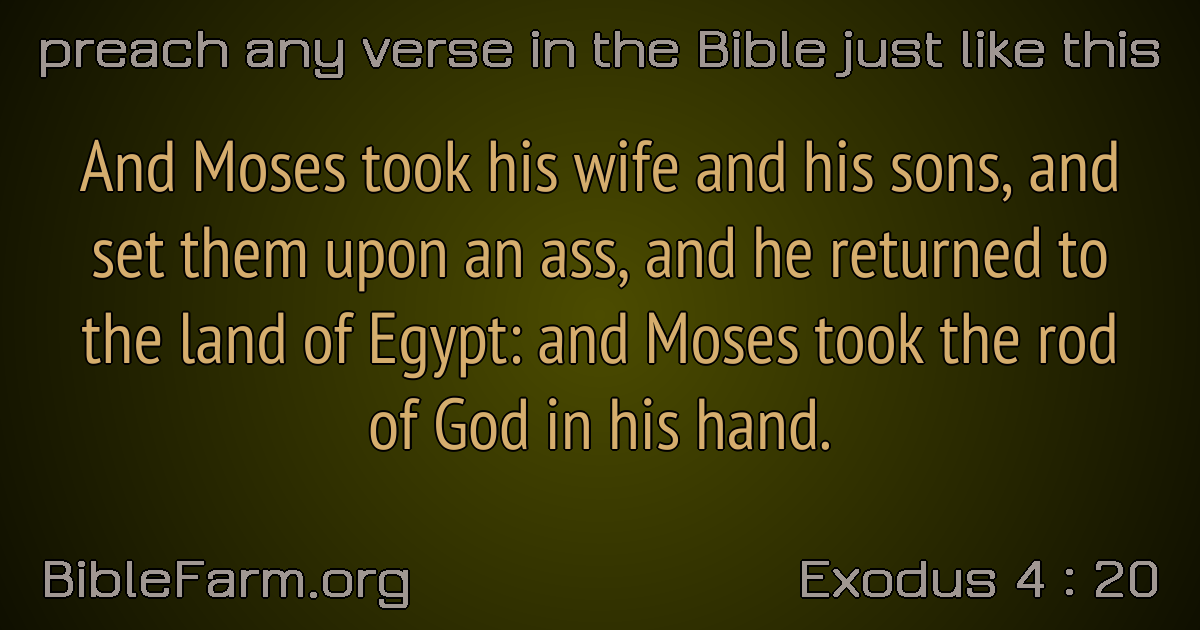 preach any verse in the Bible just like this
And Moses took his wife and his sons, and
set them upon an ass, and he returned to
the land of Egypt: and Moses took the rod
of God in his hand.
BibleFarm.org
Exodus 4 : 20